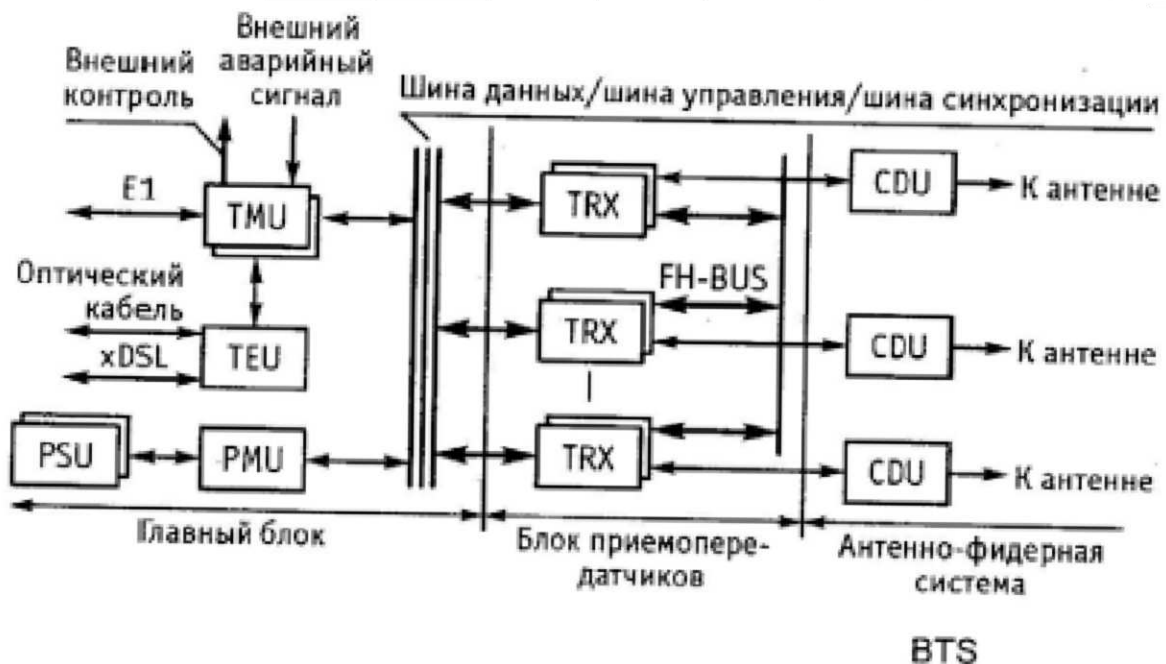 Внешний
аварийный
сигнал
Внешний
контроль
Шина данных/шина управления/шина синхронизации
E1
TMU
TRX
CDU
К антенне
Оптический
кабель
xDSL
TEU
FH-BUS
TRX
CDU
К антенне
PSU
PMU
TRX
CDU
К антенне
Главный блок
Блок приемопере-
датчиков
Антенно-фидерная
система
BTS